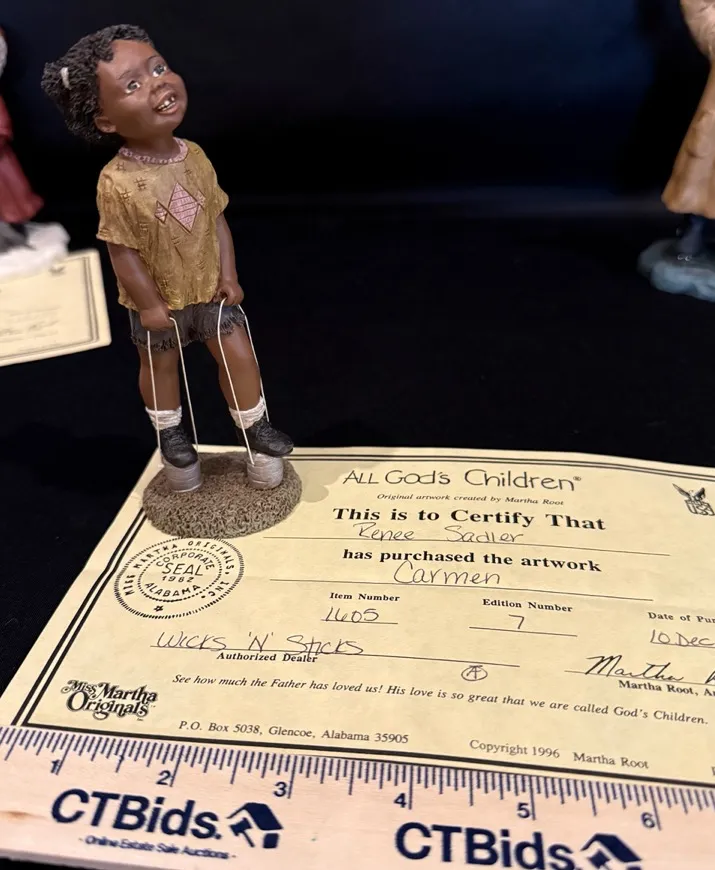 ALL God's Children®
Original artwork created by Martha Root
This is to Certify That
Renee Sadler
has purchased the artwork
Carmen
MISS MARTHA ORIGINALS, INC.
CORPORATE
SEAL
1982
ALABAMA
Item Number
1605
Edition Number
7
Date of Pur
10 Dec
Wicks 'N' Sticks
Authorized Dealer
A
Martha
Martha Root, Ar
Miss Martha
Originals
See how much the Father has loved us! His love is so great that we are called God's Children.
P.O. Box 5038, Glencoe, Alabama 35905
Copyright 1996 Martha Root
1 2 3 4 5 6
CTBids. CTBids
- Online Estate Sale Auctions -